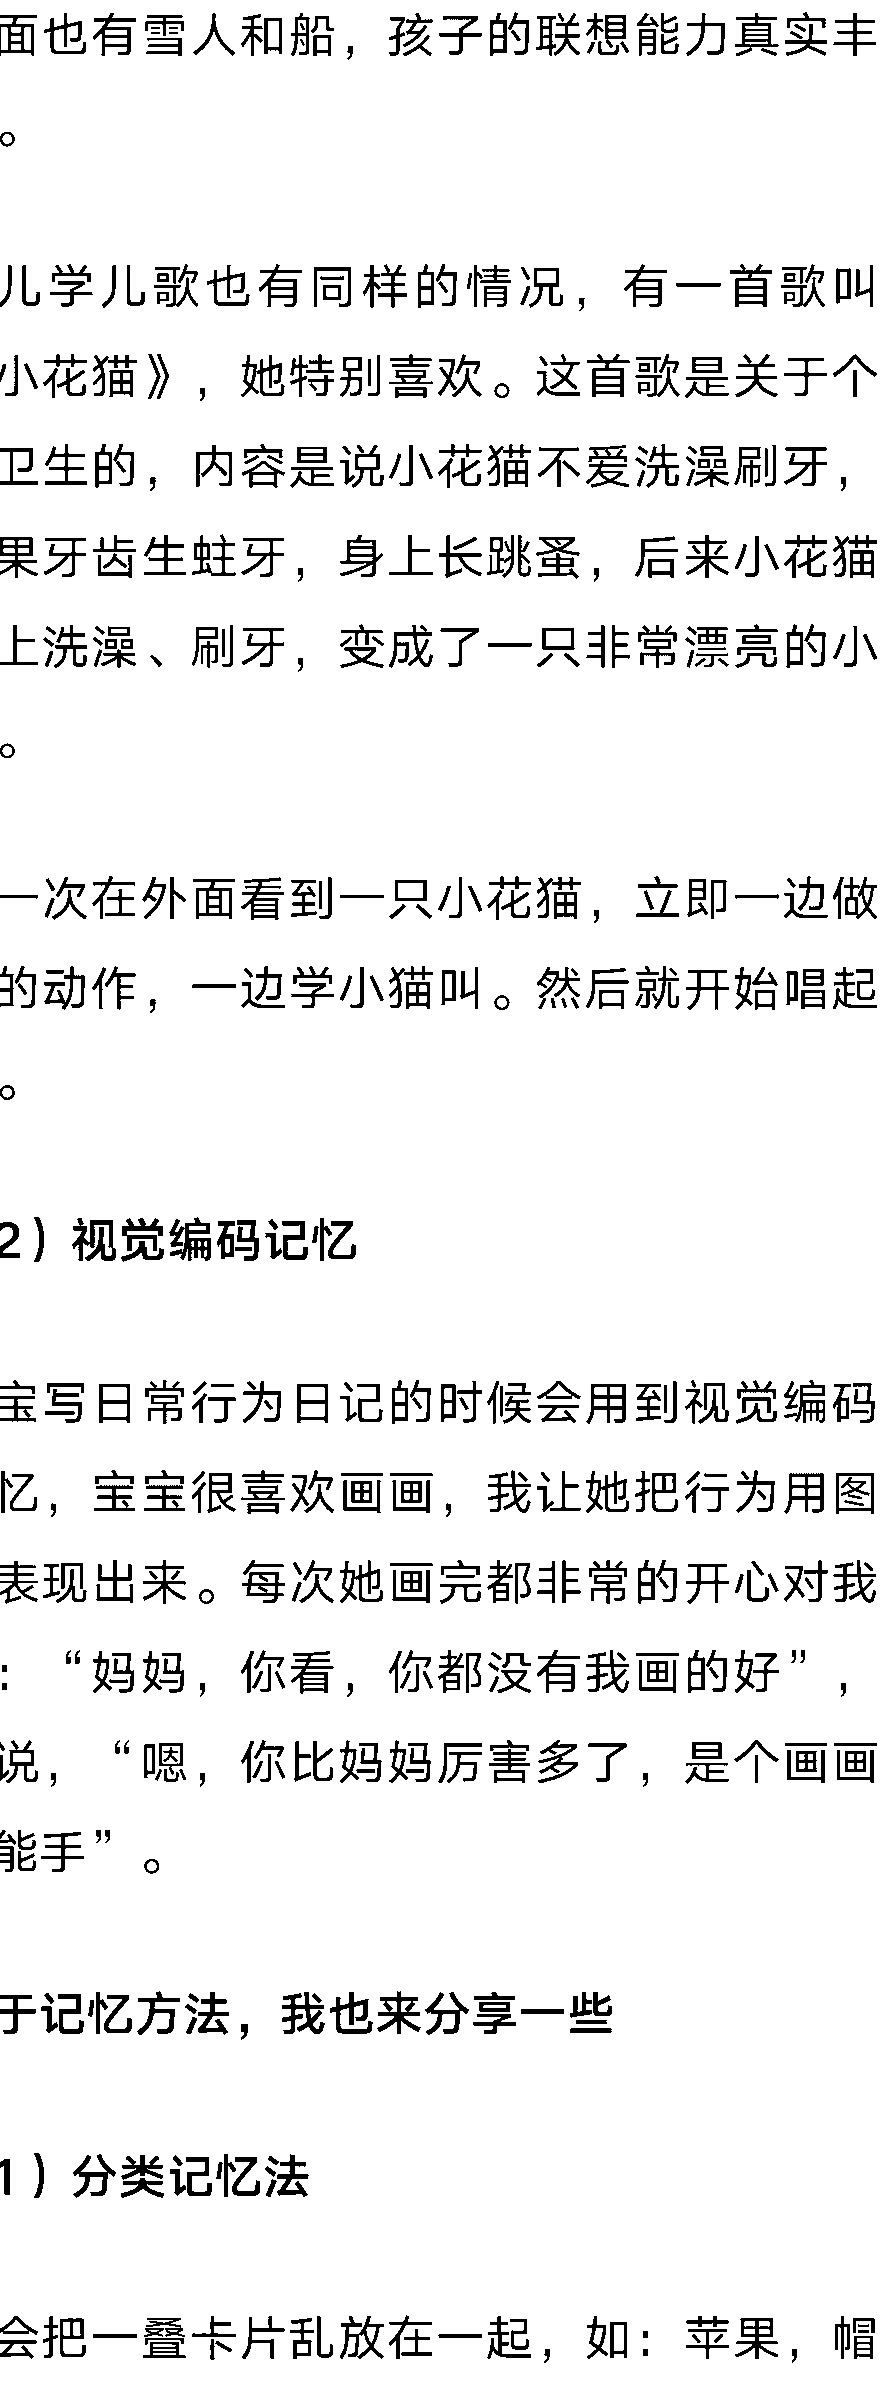 面也有雪人和船，孩子的联想能力真实丰
。
儿学儿歌也有同样的情况，有一首歌叫
小花猫》，她特别喜欢。这首歌是关于个
卫生的，内容是说小花猫不爱洗澡刷牙，
果牙齿生蛀牙，身上长跳蚤，后来小花猫
上洗澡、刷牙，变成了一只非常漂亮的小
。
一次在外面看到一只小花猫，立即一边做
的动作，一边学小猫叫。然后就开始唱起
。
2）视觉编码记忆
宝写日常行为日记的时候会用到视觉编码
忆，宝宝很喜欢画画，我让她把行为用图
表现出来。每次她画完都非常的开心对我
：“妈妈，你看，你都没有我画的好”，
说，“嗯，你比妈妈厉害多了，是个画画
能手”。
于记忆方法，我也来分享一些
1）分类记忆法
会把一叠卡片乱放在一起，如：苹果，帽